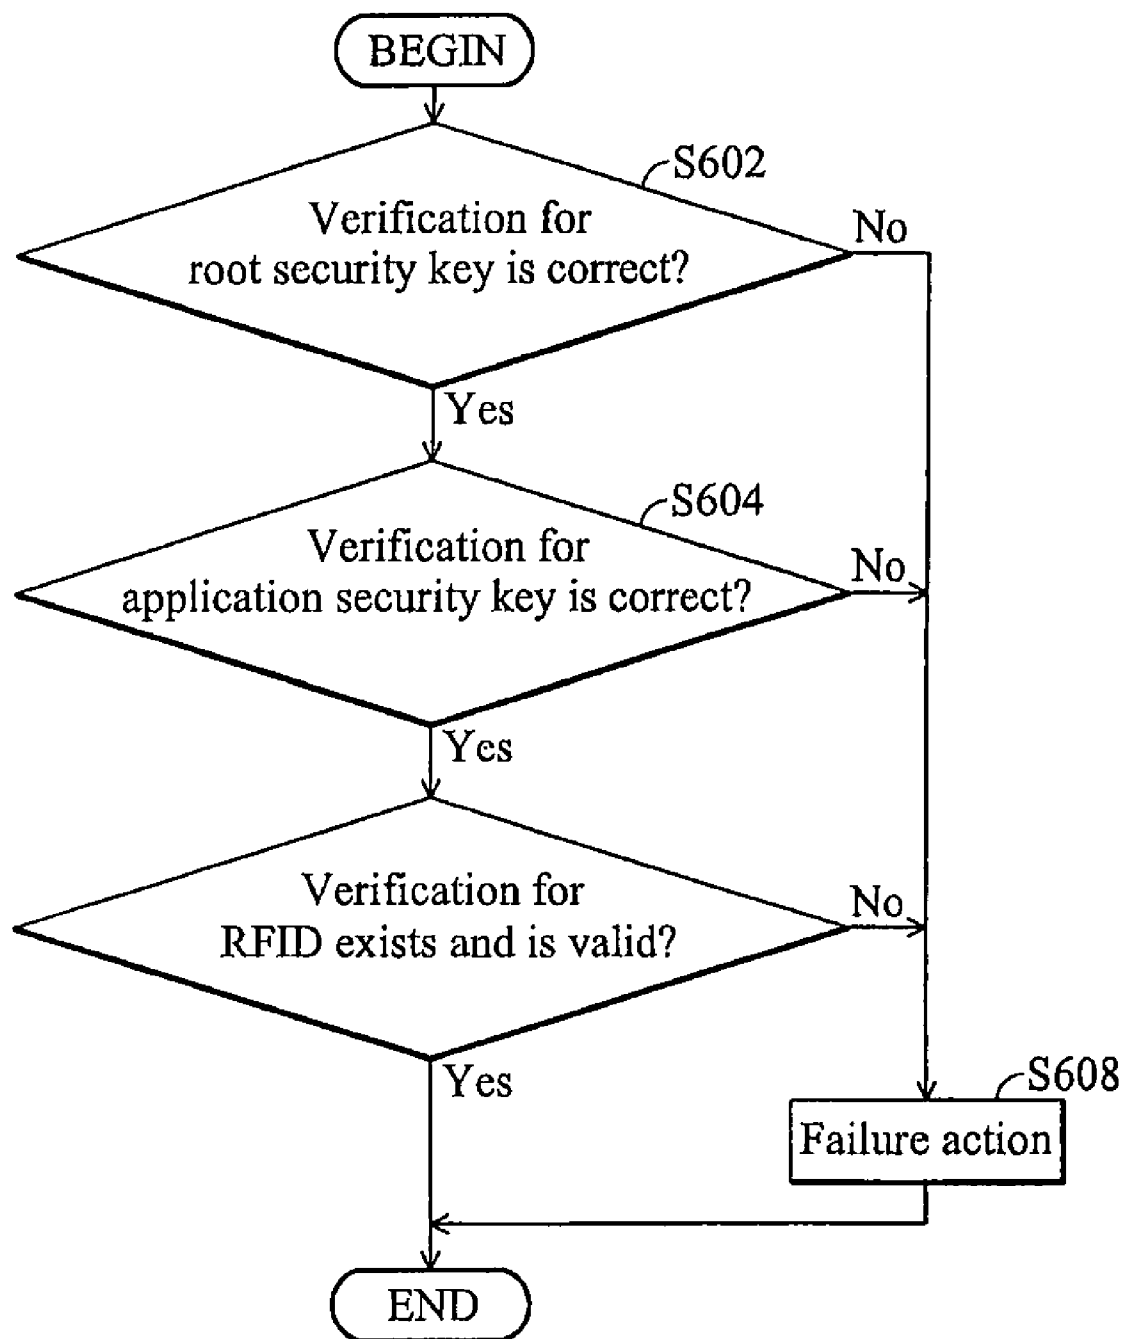 BEGIN
S602
Verification for
root security key is correct?
No
Yes
S604
Verification for
application security key is correct?
No
Yes
Verification for
RFID exists and is valid?
No
Yes
S608
Failure action
END